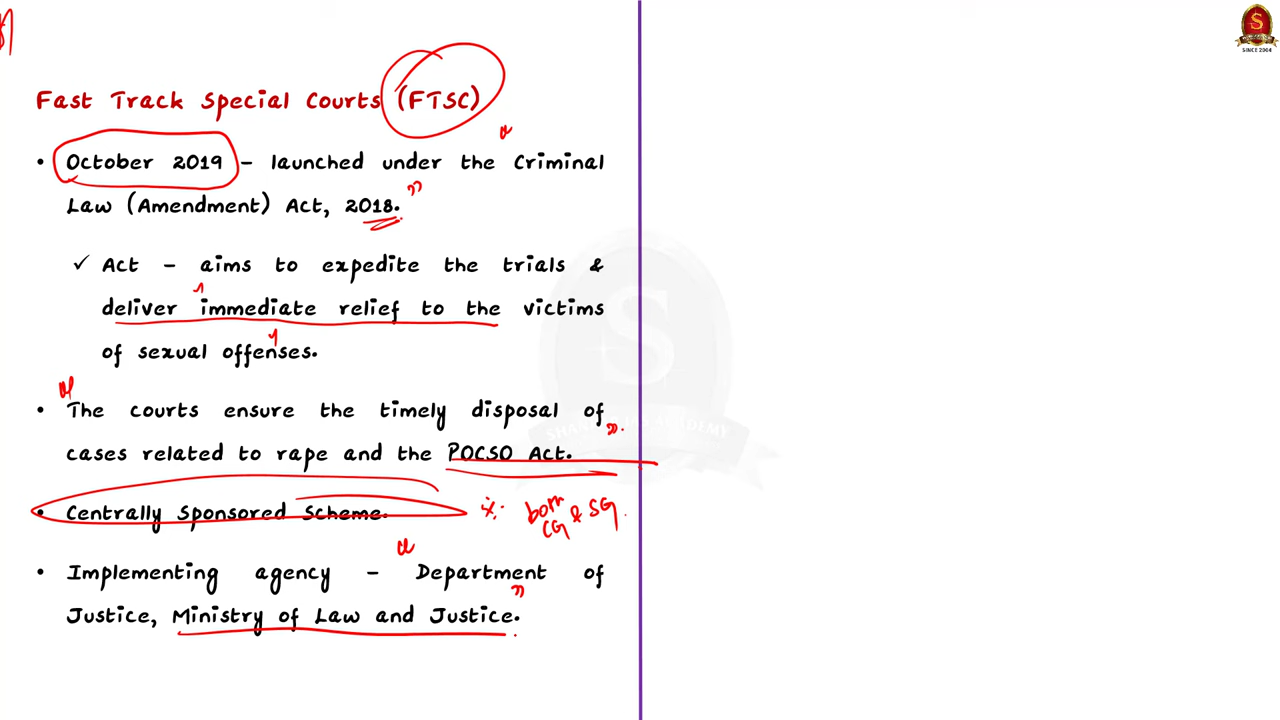 Fast Track Special Courts (FTSC)
• October 2019 – launched under the Criminal
Law (Amendment) Act, 2018.
✓ Act – aims to expedite the trials &
deliver immediate relief to the victims
of sexual offenses.
• The courts ensure the timely disposal of
cases related to rape and the POCSO Act.
• Centrally Sponsored Scheme.
both
CG & SG.
• Implementing agency – Department of
Justice, Ministry of Law and Justice.
S
SINCE 2004